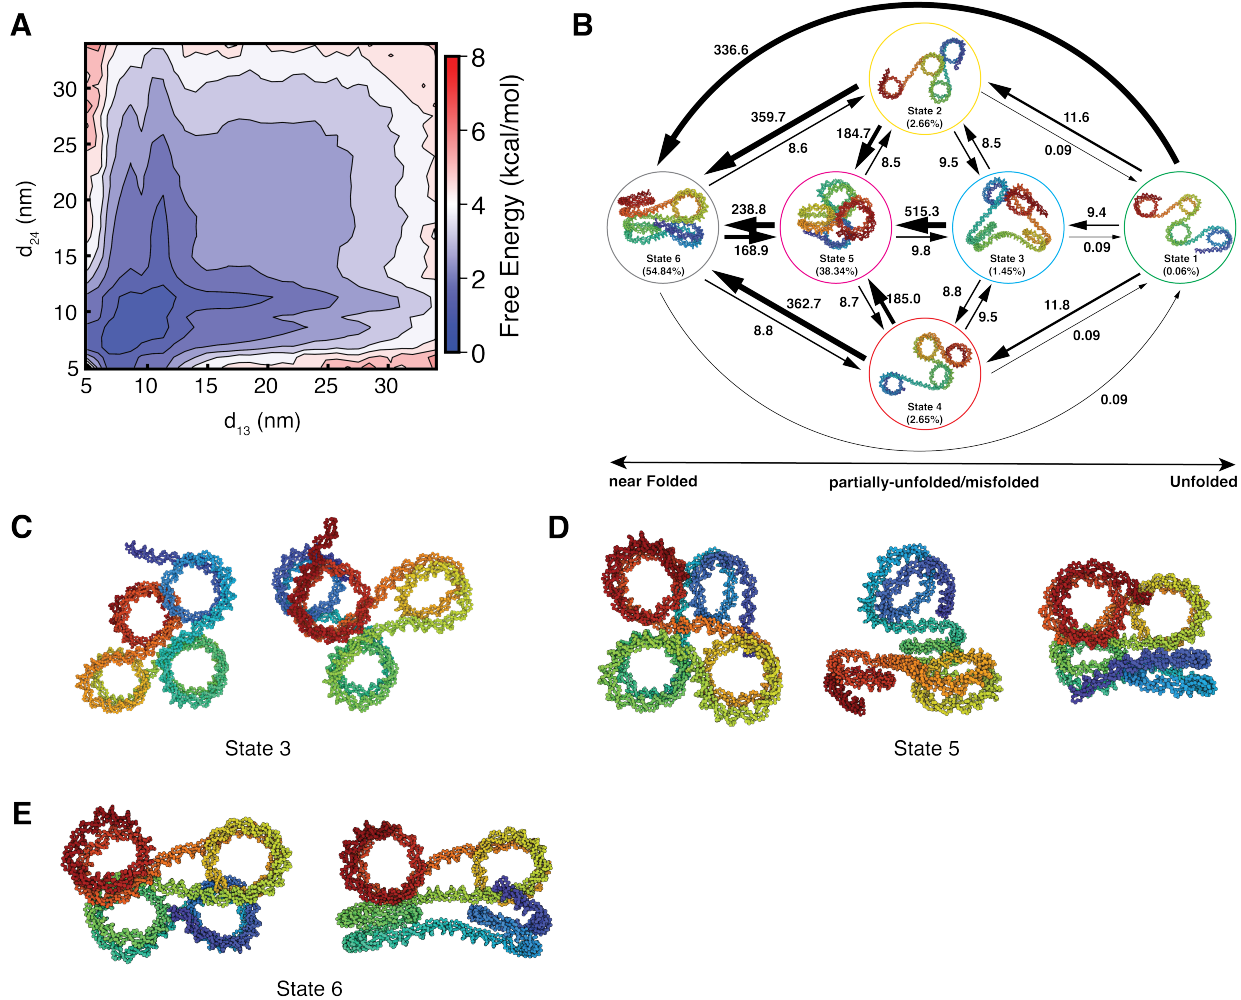 A
30
25
20
15
10
5
d24 (nm)
5
10
15
20
25
30
d13 (nm)
8
6
4
2
0
Free Energy (kcal/mol)
B
336.6
State 2
(2.66%)
359.7
8.6
184.7
8.5
9.5
8.5
11.6
0.09
State 6
(54.84%)
238.8
168.9
State 5
(38.34%)
515.3
9.8
State 3
(1.45%)
9.4
0.09
State 1
(0.06%)
362.7
8.8
8.7
185.0
8.8
9.5
11.8
0.09
State 4
(2.65%)
0.09
near Folded
partially-unfolded/misfolded
Unfolded
C
State 3
D
State 5
E
State 6